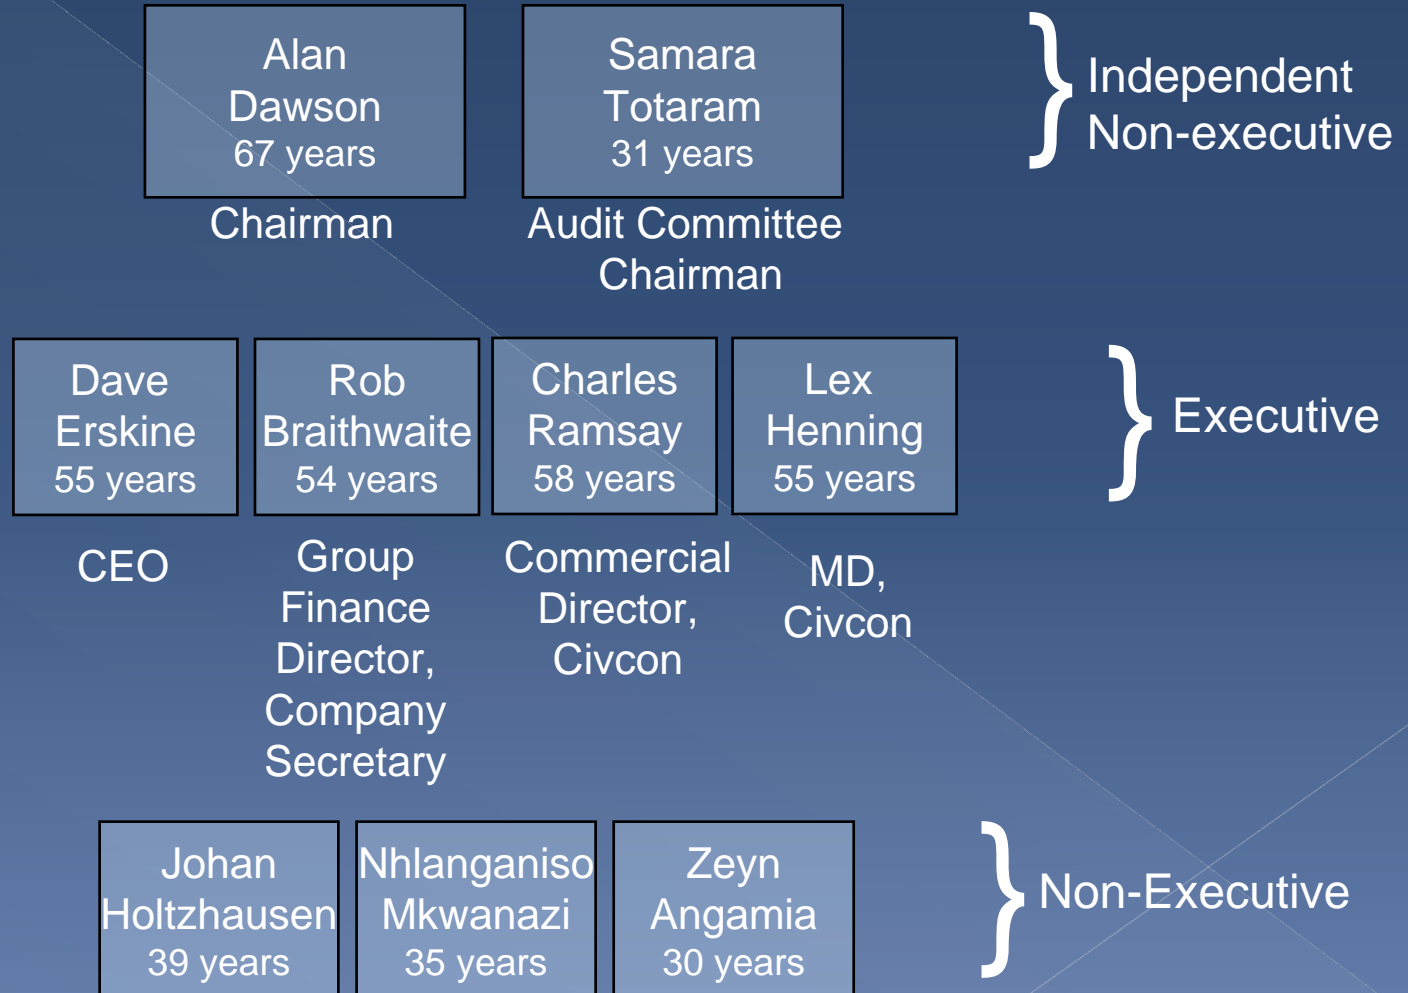 Alan
Dawson
67 years
Chairman
Samara
Totaram
31 years
Audit Committee
Chairman
Independent
Non-executive
Dave
Erskine
55 years
CEO
Rob
Braithwaite
54 years
Group
Finance
Director,
Company
Secretary
Charles
Ramsay
58 years
Commercial
Director,
Civcon
Lex
Henning
55 years
MD,
Civcon
Executive
Johan
Holtzhausen
39 years
Nhlanganiso
Mkwanazi
35 years
Zeyn
Angamia
30 years
Non-Executive